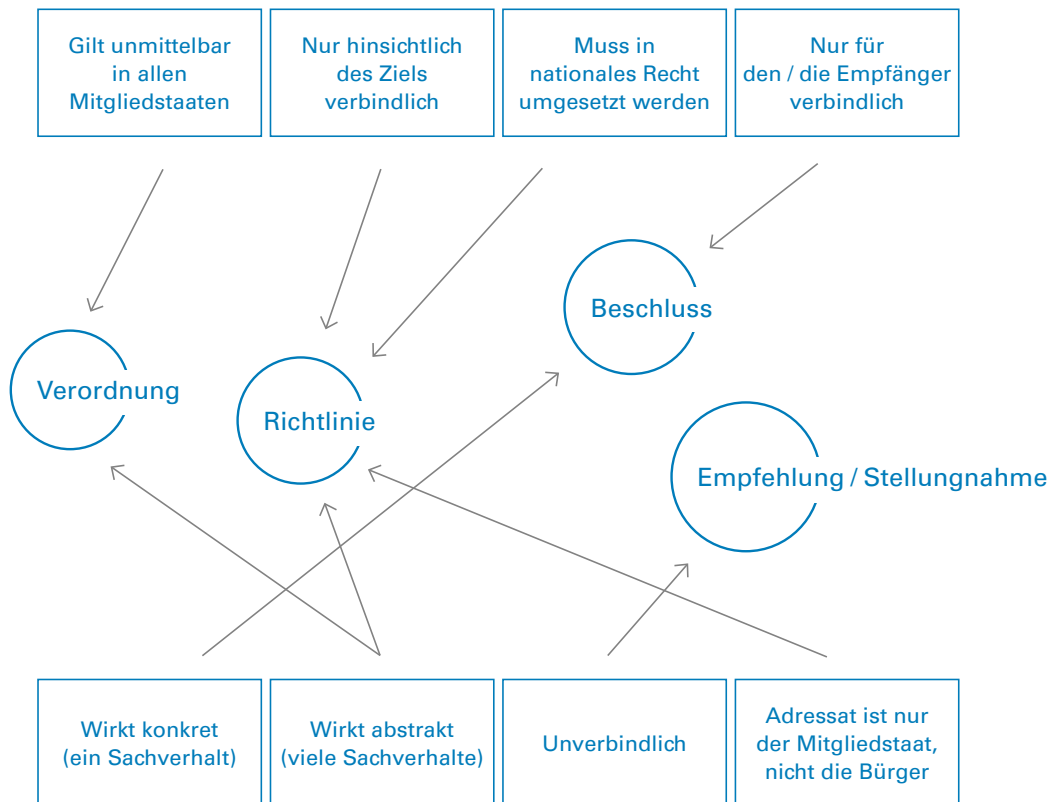 Gilt unmittelbar
in allen
Mitgliedstaaten
Nur hinsichtlich
des Ziels
verbindlich
Muss in
nationales Recht
umgesetzt werden
Nur für
den / die Empfänger
verbindlich
Beschluss
Verordnung
Richtlinie
Empfehlung / Stellungnahme
Wirkt konkret
(ein Sachverhalt)
Wirkt abstrakt
(viele Sachverhalte)
Unverbindlich
Adressat ist nur
der Mitgliedstaat,
nicht die Bürger